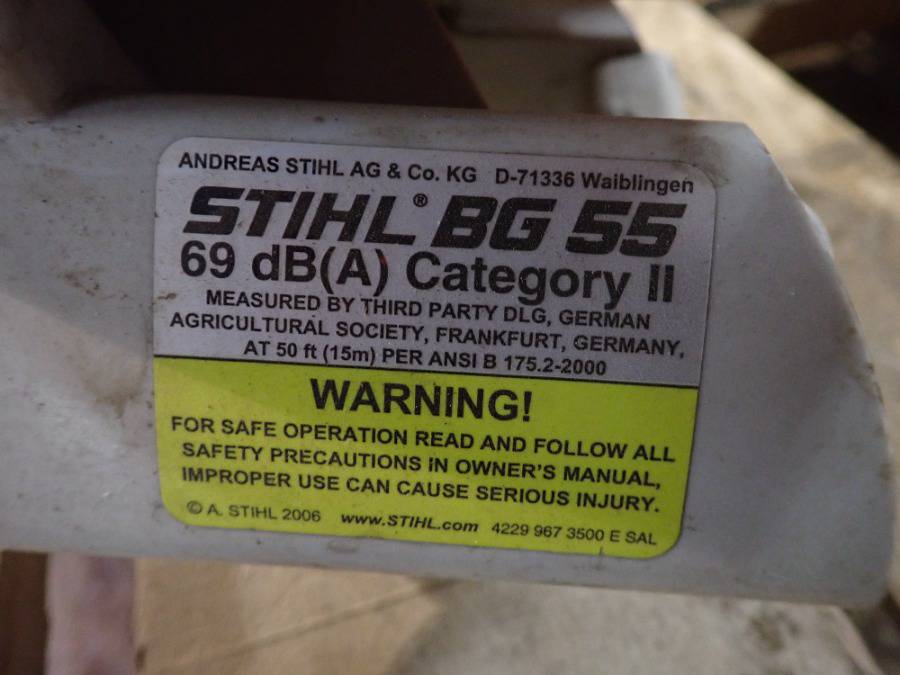 ANDREAS STIHL AG & Co. KG D-71336 Waiblingen
STIHL® BG 55
69 dB(A) Category II
MEASURED BY THIRD PARTY DLG, GERMAN
AGRICULTURAL SOCIETY, FRANKFURT, GERMANY,
AT 50 ft (15m) PER ANSI B 175.2-2000
WARNING!
FOR SAFE OPERATION READ AND FOLLOW ALL
SAFETY PRECAUTIONS IN OWNER'S MANUAL,
IMPROPER USE CAN CAUSE SERIOUS INJURY.
© A. STIHL 2006 www.STIHL.com 4229 967 3500 E SAL